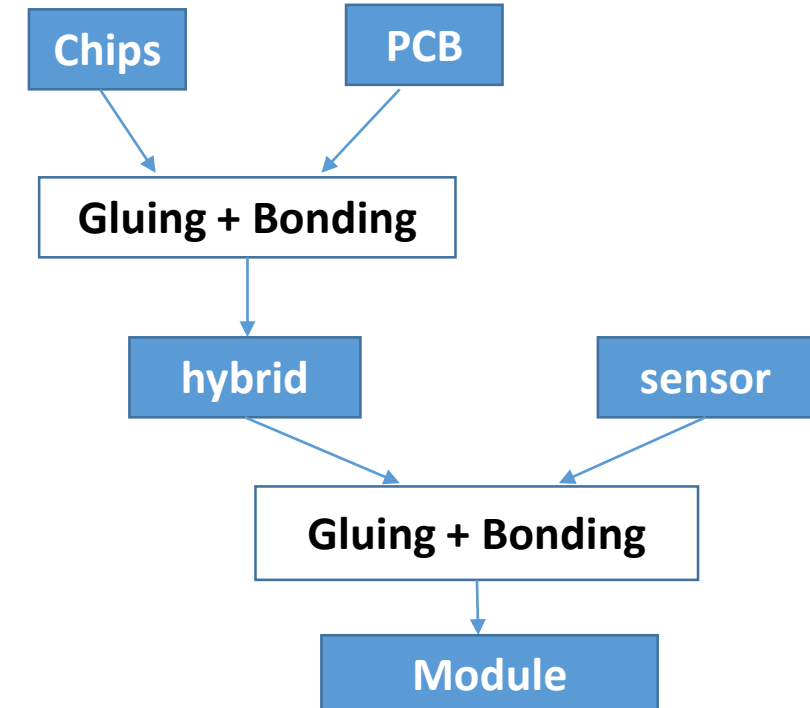 Chips
PCB
Gluing + Bonding
hybrid
sensor
Gluing + Bonding
Module